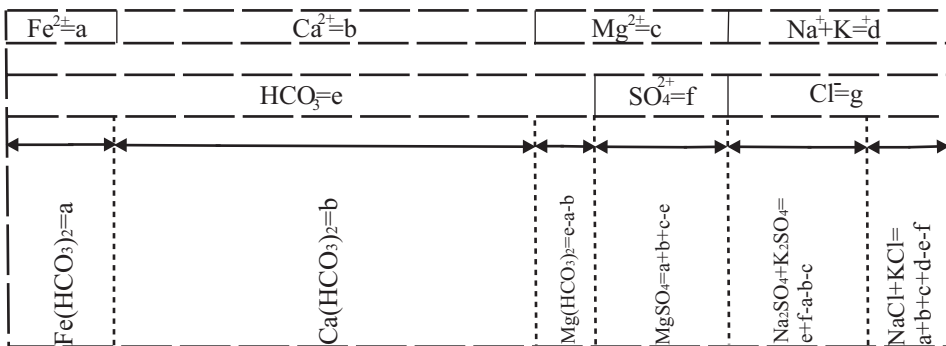 Fe²⁺=a Ca²⁺=b Mg²⁺=c Na⁺+K⁺=d
HCO₃⁻=e SO₄²⁺=f Cl⁻=g
Fe(HCO₃)₂=a
Ca(HCO₃)₂=b
Mg(HCO₃)₂=e-a-b
MgSO₄=a+b+c-e
Na₂SO₄+K₂SO₄=
e+f-a-b-c
NaCl+KCl=
a+b+c+d-e-f